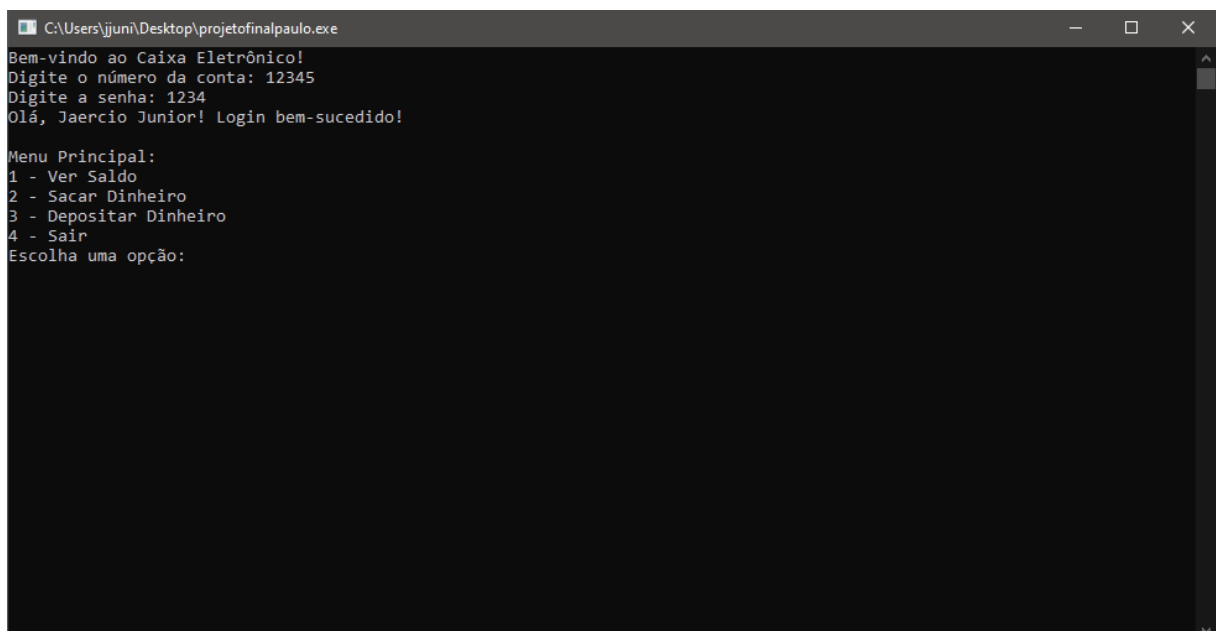 C:\Users\jjuni\Desktop\projetofinalpaulo.exe
Bem-vindo ao Caixa Eletrônico!
Digite o número da conta: 12345
Digite a senha: 1234
Olá, Jaercio Junior! Login bem-sucedido!
Menu Principal:
1 - Ver Saldo
2 - Sacar Dinheiro
3 - Depositar Dinheiro
4 - Sair
Escolha uma opção: